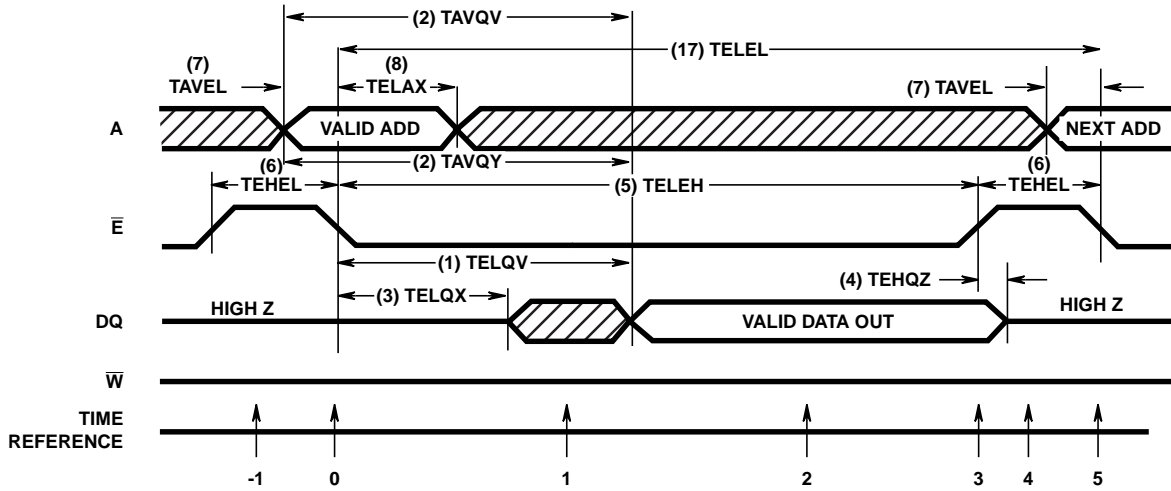 (2) TAVQV
(17) TELEL
(7)
TAVEL
(8)
TELAX
(7) TAVEL
A
VALID ADD
NEXT ADD
(6)
TEHEL
(2) TAVQY
(5) TELEH
(6)
TEHEL
E
(1) TELQV
(3) TELQX
(4) TEHQZ
HIGH Z
HIGH Z
DQ
VALID DATA OUT
W
TIME
REFERENCE
-1 0 1 2 3 4 5